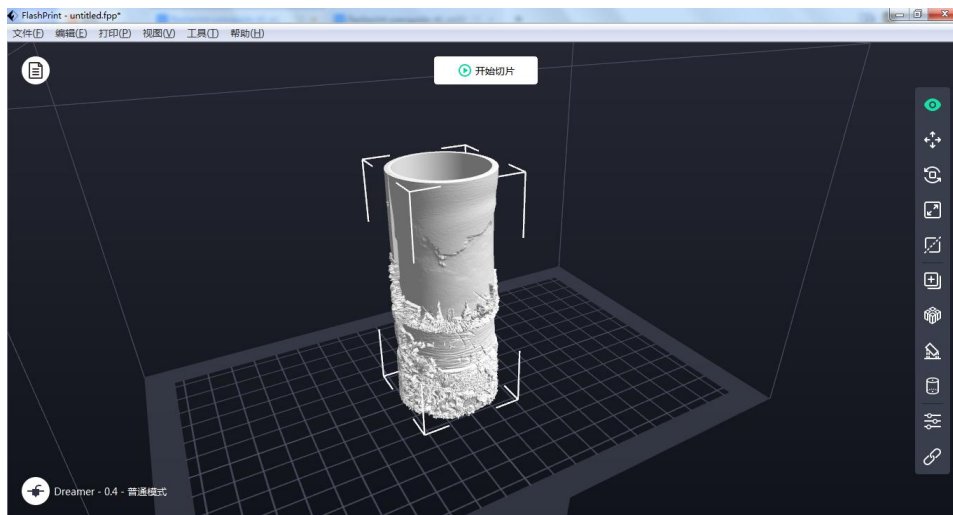 FlashPrint - untitled.fpp*
文件(F) 编辑(E) 打印(P) 视图(V) 工具(T) 帮助(H)
开始切片
Dreamer - 0.4 - 普通模式